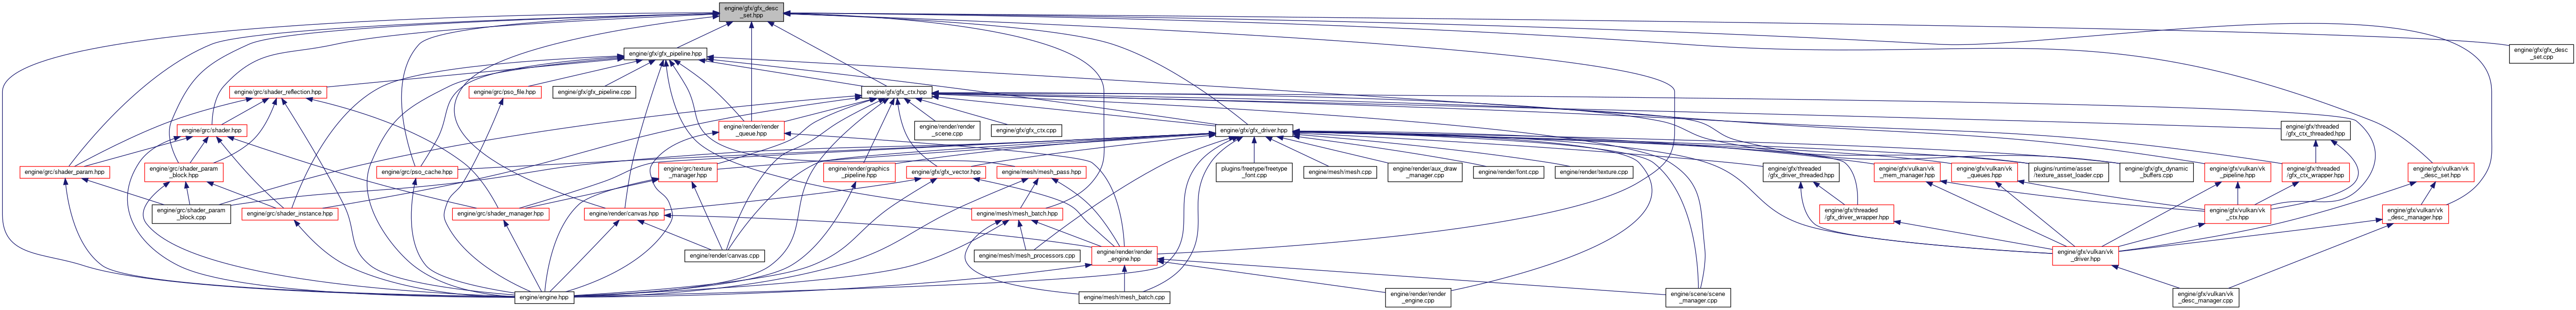 engine/gfx/gfx_desc
_set.hpp
engine/gfx/gfx_pipeline.hpp
engine/gfx/gfx_desc
_set.cpp
engine/grc/shader_reflection.hpp
engine/grc/pso_file.hpp
engine/gfx/gfx_pipeline.cpp
engine/gfx/gfx_ctx.hpp
engine/grc/shader.hpp
engine/render/render
_queue.hpp
engine/render/render
_scene.cpp
engine/gfx/gfx_ctx.cpp
engine/gfx/gfx_driver.hpp
engine/gfx/threaded
/gfx_ctx_threaded.hpp
engine/grc/shader_param.hpp
engine/grc/shader_param
_block.hpp
engine/grc/pso_cache.hpp
engine/grc/texture
_manager.hpp
engine/render/graphics
_pipeline.hpp
engine/gfx/gfx_vector.hpp
engine/mesh/mesh_pass.hpp
plugins/freetype/freetype
_font.cpp
engine/mesh/mesh.cpp
engine/render/aux_draw
_manager.cpp
engine/render/font.cpp
engine/render/texture.cpp
engine/gfx/threaded
/gfx_driver_threaded.hpp
engine/gfx/vulkan/vk
_mem_manager.hpp
engine/gfx/vulkan/vk
_queues.hpp
plugins/runtime/asset
/texture_asset_loader.cpp
engine/gfx/gfx_dynamic
_buffers.cpp
engine/gfx/vulkan/vk
_pipeline.hpp
engine/gfx/threaded
/gfx_ctx_wrapper.hpp
engine/gfx/vulkan/vk
_desc_set.hpp
engine/grc/shader_param
_block.cpp
engine/grc/shader_instance.hpp
engine/grc/shader_manager.hpp
engine/render/canvas.hpp
engine/mesh/mesh_batch.hpp
engine/gfx/threaded
/gfx_driver_wrapper.hpp
engine/gfx/vulkan/vk
_ctx.hpp
engine/gfx/vulkan/vk
_desc_manager.hpp
engine/render/canvas.cpp
engine/mesh/mesh_processors.cpp
engine/render/render
_engine.hpp
engine/gfx/vulkan/vk
_driver.hpp
engine/engine.hpp
engine/mesh/mesh_batch.cpp
engine/render/render
_engine.cpp
engine/scene/scene
_manager.cpp
engine/gfx/vulkan/vk
_desc_manager.cpp